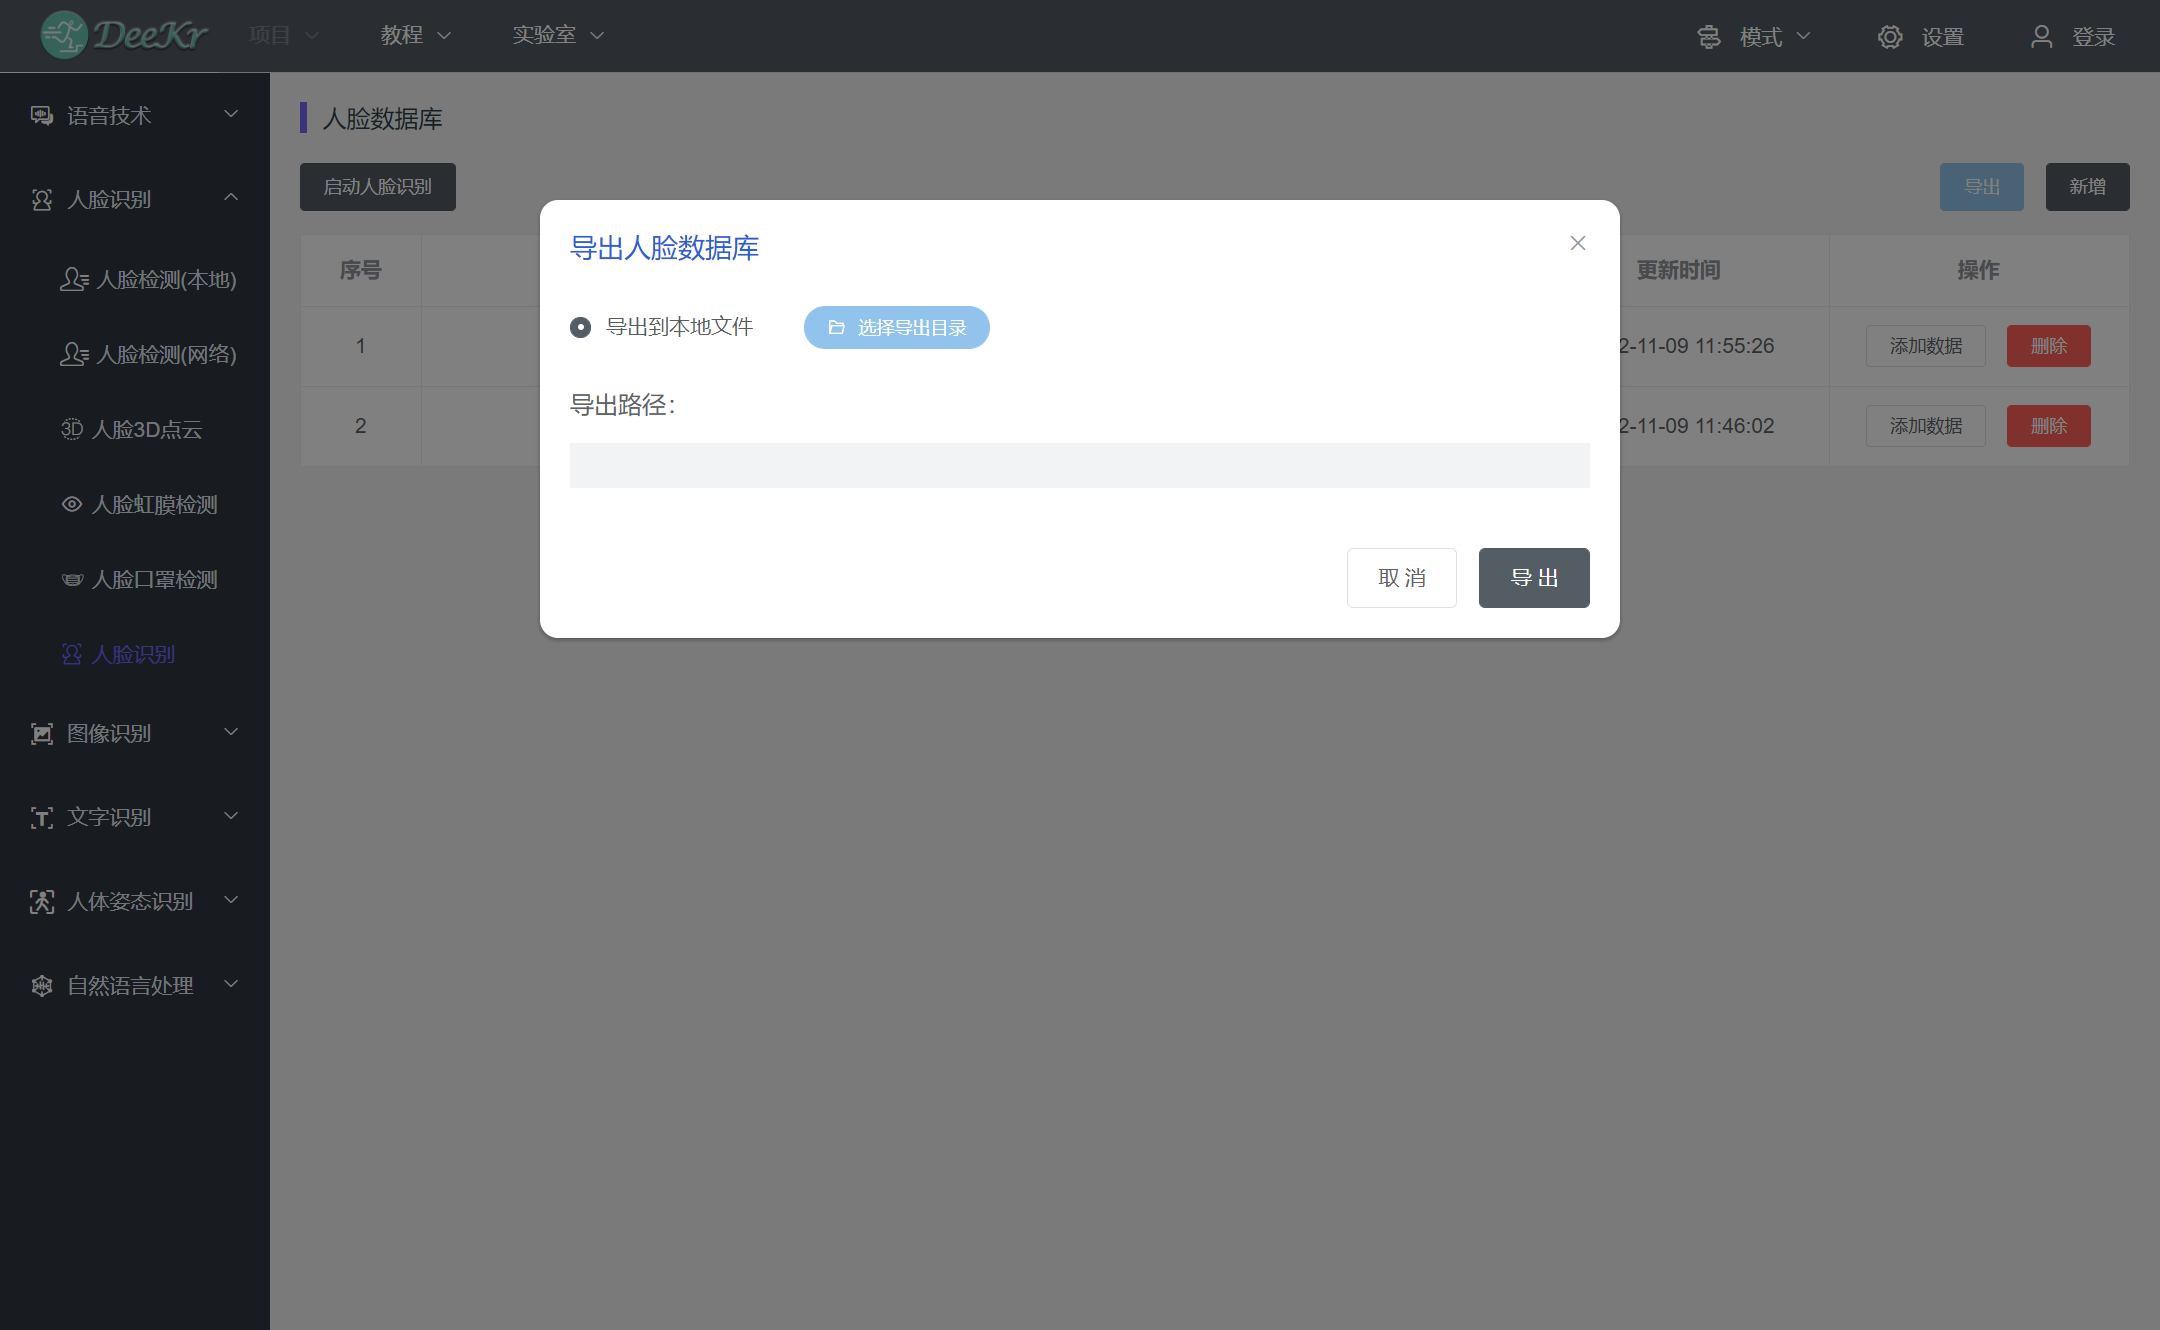 DeeKr
项目
教程
实验室
模式
设置
登录
语音技术
人脸识别
人脸检测(本地)
人脸检测(网络)
3D 人脸3D点云
人脸虹膜检测
人脸口罩检测
人脸识别
图像识别
T 文字识别
人体姿态识别
自然语言处理
人脸数据库
启动人脸识别
导出
新增
序号
更新时间
操作
1
2-11-09 11:55:26
添加数据
删除
2
2-11-09 11:46:02
添加数据
删除
导出人脸数据库
导出到本地文件
选择导出目录
导出路径：
取 消
导 出